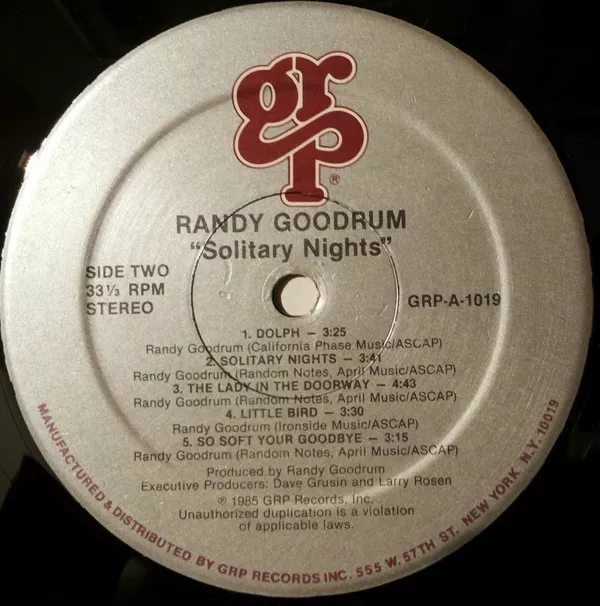 grp®
RANDY GOODRUM
"Solitary Nights"
SIDE TWO
33⅓ RPM
STEREO
GRP-A-1019
1. DOLPH – 3:25
Randy Goodrum (California Phase Music/ASCAP)
2. SOLITARY NIGHTS – 3:41
Randy Goodrum (Random Notes, April Music/ASCAP)
3. THE LADY IN THE DOORWAY – 4:43
Randy Goodrum (Random Notes, April Music/ASCAP)
4. LITTLE BIRD – 3:30
Randy Goodrum (Ironside Music/ASCAP)
5. SO SOFT YOUR GOODBYE – 3:15
Randy Goodrum (Random Notes, April Music/ASCAP)
Produced by Randy Goodrum
Executive Producers: Dave Grusin and Larry Rosen
℗ 1985 GRP Records, Inc.
Unauthorized duplication is a violation
of applicable laws.
MANUFACTURED & DISTRIBUTED BY GRP RECORDS INC. 555 W. 57TH ST. NEW YORK N.Y. 10019